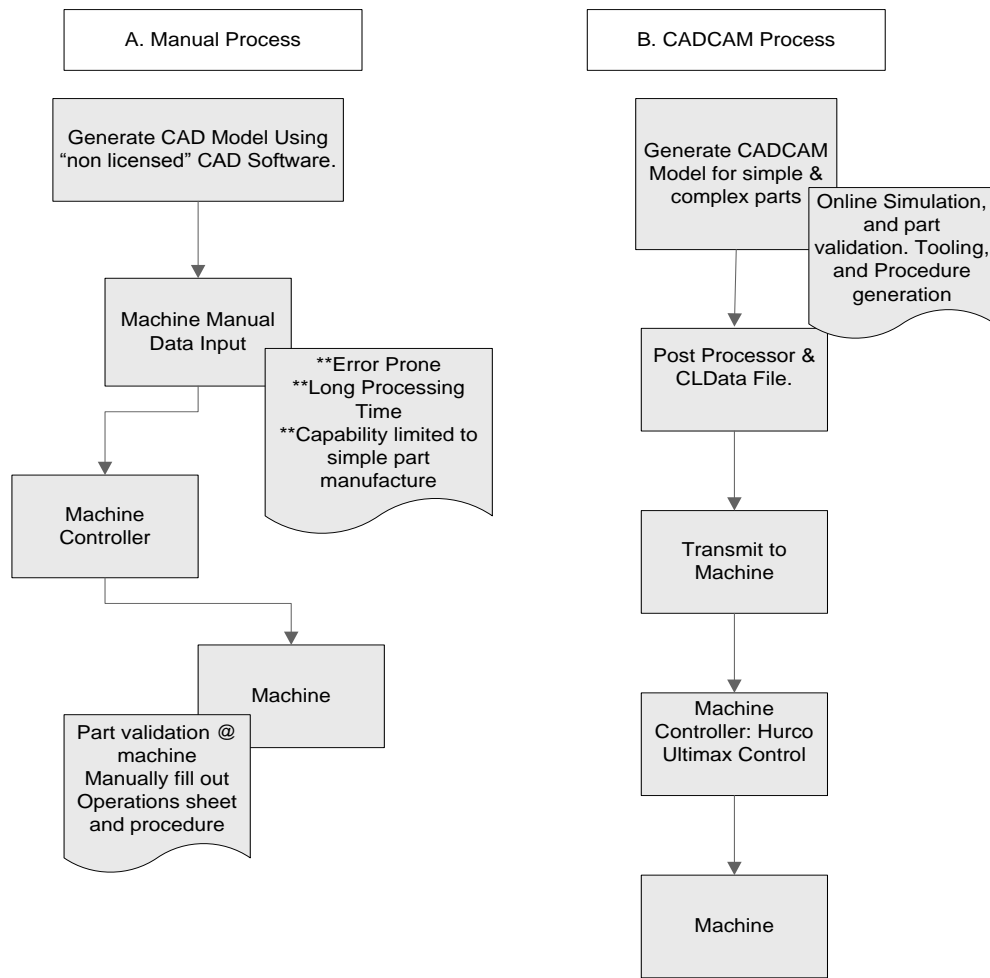 A. Manual Process
Generate CAD Model Using
“non licensed” CAD Software.
Machine Manual
Data Input
**Error Prone
**Long Processing
Time
**Capability limited to
simple part
manufacture
Machine
Controller
Machine
Part validation @
machine
Manually fill out
Operations sheet
and procedure
B. CADCAM Process
Generate CADCAM
Model for simple &
complex parts
Online Simulation,
and part
validation. Tooling,
and Procedure
generation
Post Processor &
CLData File.
Transmit to
Machine
Machine
Controller: Hurco
Ultimax Control
Machine